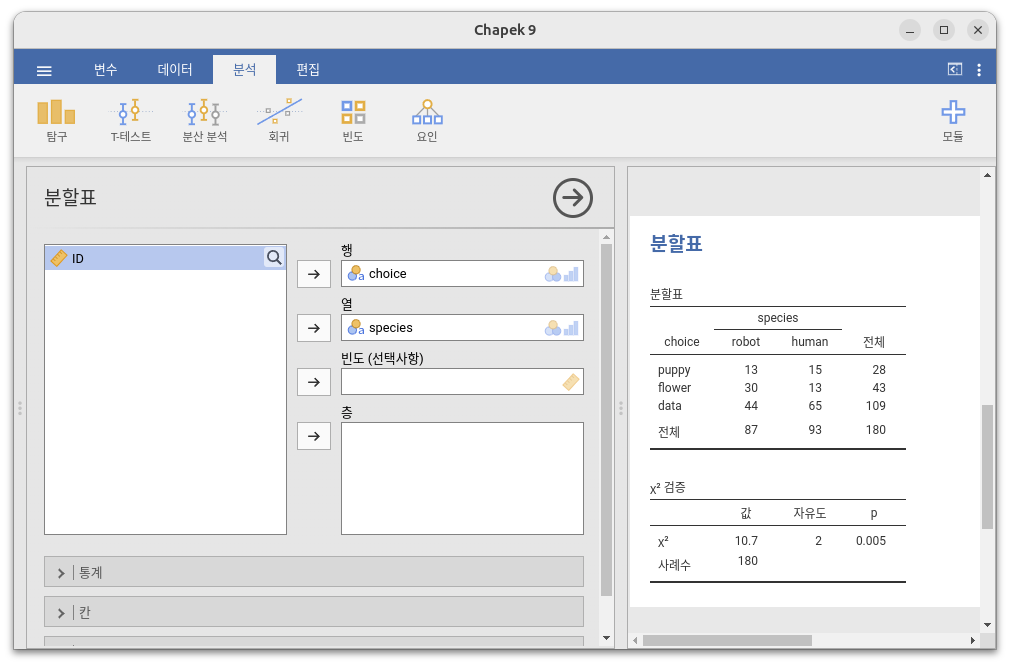 Chapek 9
변수 데이터 분석 편집
탐구 T-테스트 분산 분석 회귀 빈도 요인 모듈
분할표
ID
행
a choice
열
a species
빈도 (선택사항)
층
통계
칸
분할표
분할표
species
choice robot human 전체
puppy 13 15 28
flower 30 13 43
data 44 65 109
전체 87 93 180
χ² 검증
값 자유도 p
χ² 10.7 2 0.005
사례수 180